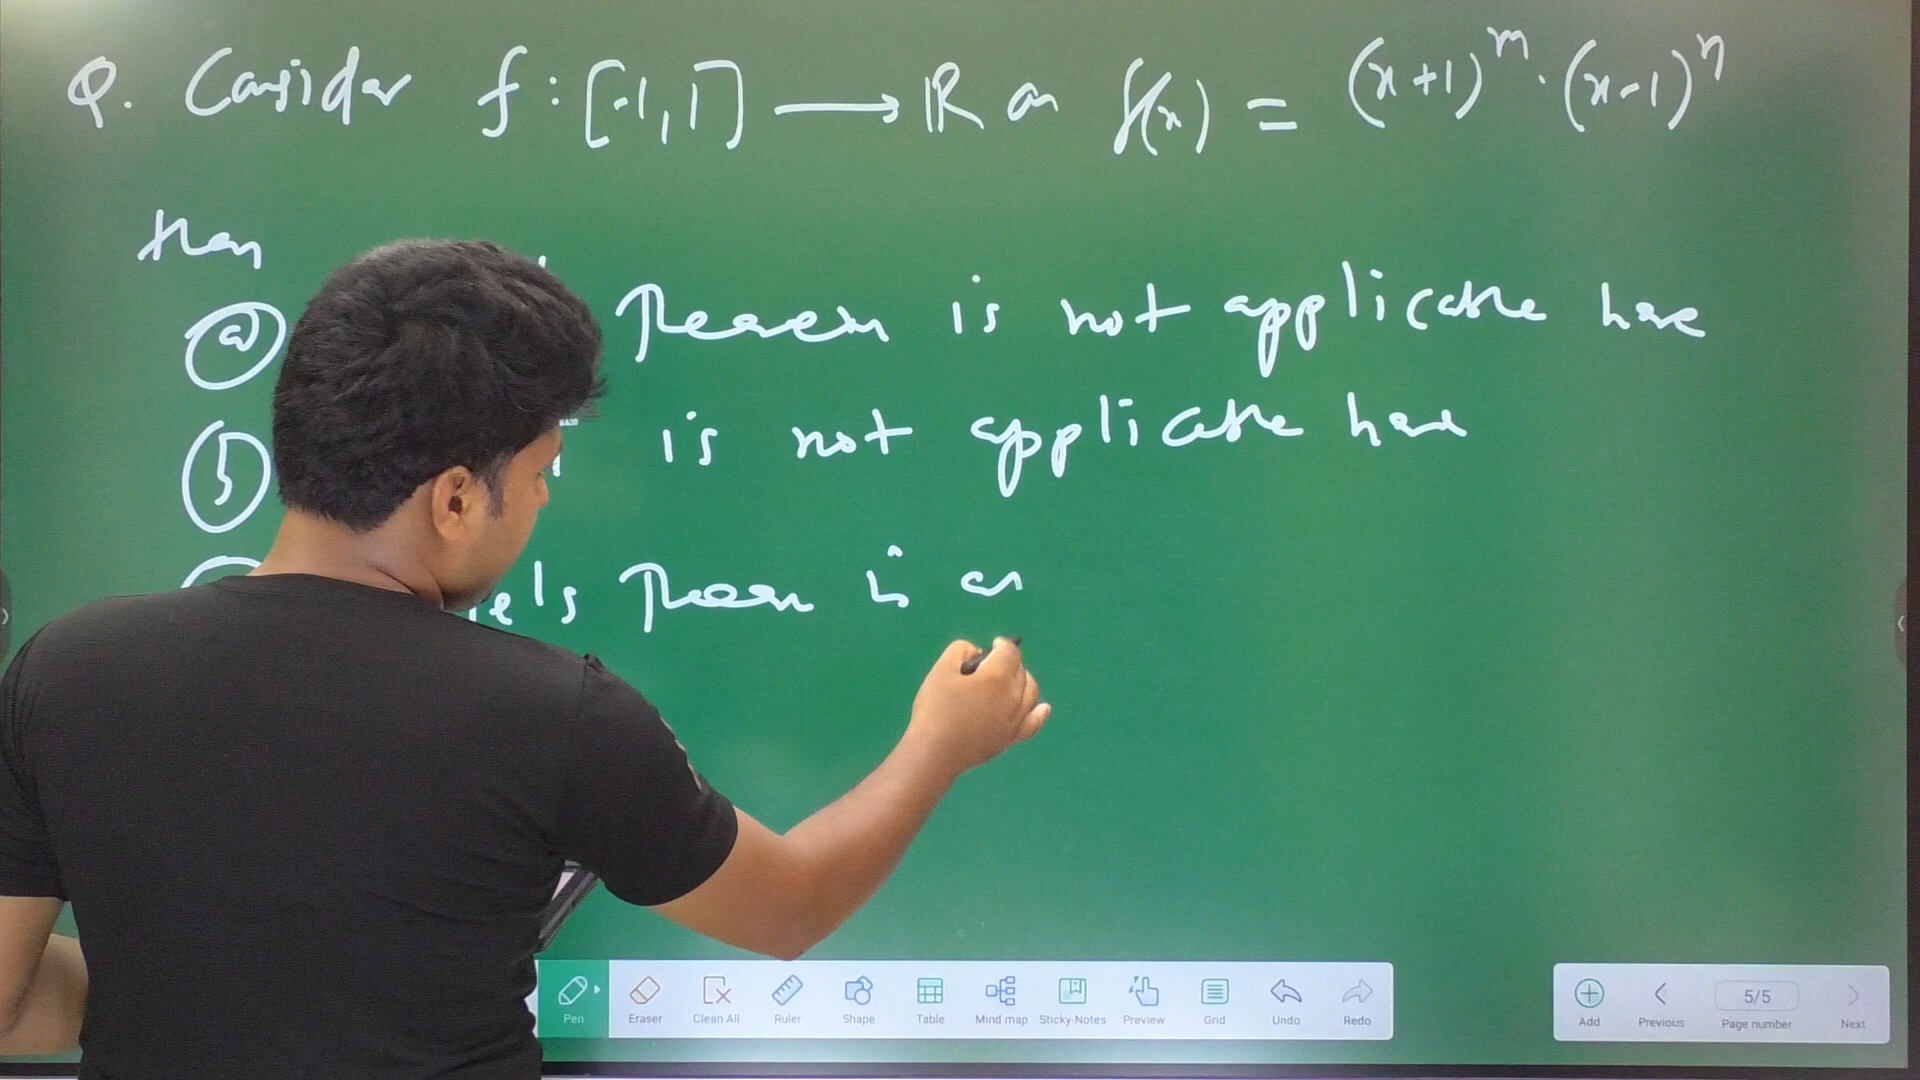 Q. Consider f : [-1, 1] ⟶ ℝ as f(x) = (x+1)^m · (x-1)^n
then
ⓐ Theorem is not applicable here
ⓑ is not applicable here
le's Theorem is an
Pen Eraser Clean All Ruler Shape Table Mind map Sticky-Notes Preview Grid Undo Redo
Add Previous 5/5 Page number Next